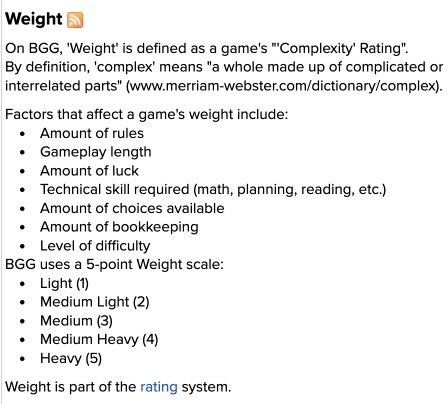 Weight
On BGG, 'Weight' is defined as a game's "'Complexity' Rating".
By definition, 'complex' means "a whole made up of complicated or
interrelated parts" (www.merriam-webster.com/dictionary/complex).
Factors that affect a game's weight include:
• Amount of rules
• Gameplay length
• Amount of luck
• Technical skill required (math, planning, reading, etc.)
• Amount of choices available
• Amount of bookkeeping
• Level of difficulty
BGG uses a 5-point Weight scale:
• Light (1)
• Medium Light (2)
• Medium (3)
• Medium Heavy (4)
• Heavy (5)
Weight is part of the rating system.